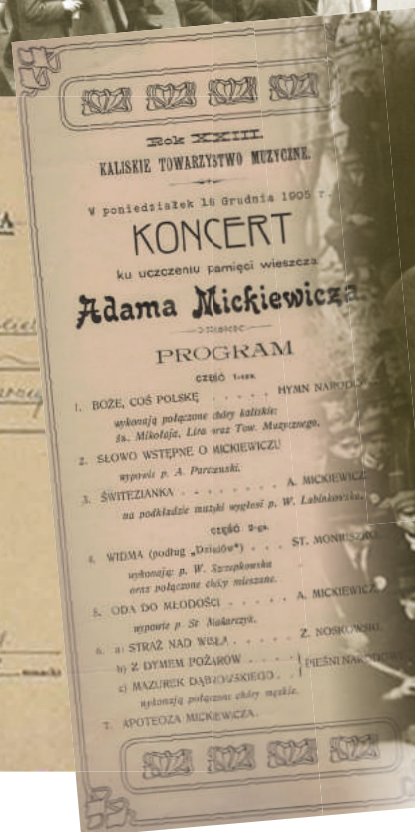 Rok XXIII.
KALISKIE TOWARZYSTWO MUZYCZNE.
W poniedziałek 18 Grudnia 1905 r.
KONCERT
ku uczczeniu pamięci wieszcza
Adama Mickiewicza
PROGRAM
CZĘŚĆ 1-sza.
1. BOŻE, COŚ POLSKĘ . . . . . HYMN
wykonają połączone chóry kaliskie:
św. Mikołaja, Lira oraz Tow. Muzycznego.
2. SŁOWO WSTĘPNE O MICKIEWICZU
wypowie p. A. Parczewski.
3. ŚWITEZIANKA . . . . . . . . A. MICKIEWICZ
na podkładzie muzyki wygłosi p. W. Łabinkowska.
CZĘŚĆ 2-ga.
4. WIDMA (podług „Dziadów") . . . ST. MONIUSZKO
wykonają: p. W. Szczepkowska
oraz połączone chóry mieszane.
5. ODA DO MŁODOŚCI . . . . . A. MICKIEWICZ
wypowie p. St.
6. a) STRAŻ NAD WISŁĄ . . . . . Z. NOSKOWSKI.
b) Z DYMEM POŻARÓW . . . . } PIEŚNI NARODOWE
c) MAZUREK DĄBROWSKIEGO . .
wykonają połączone chóry męskie.
7. APOTEOZA MICKIEWICZA.